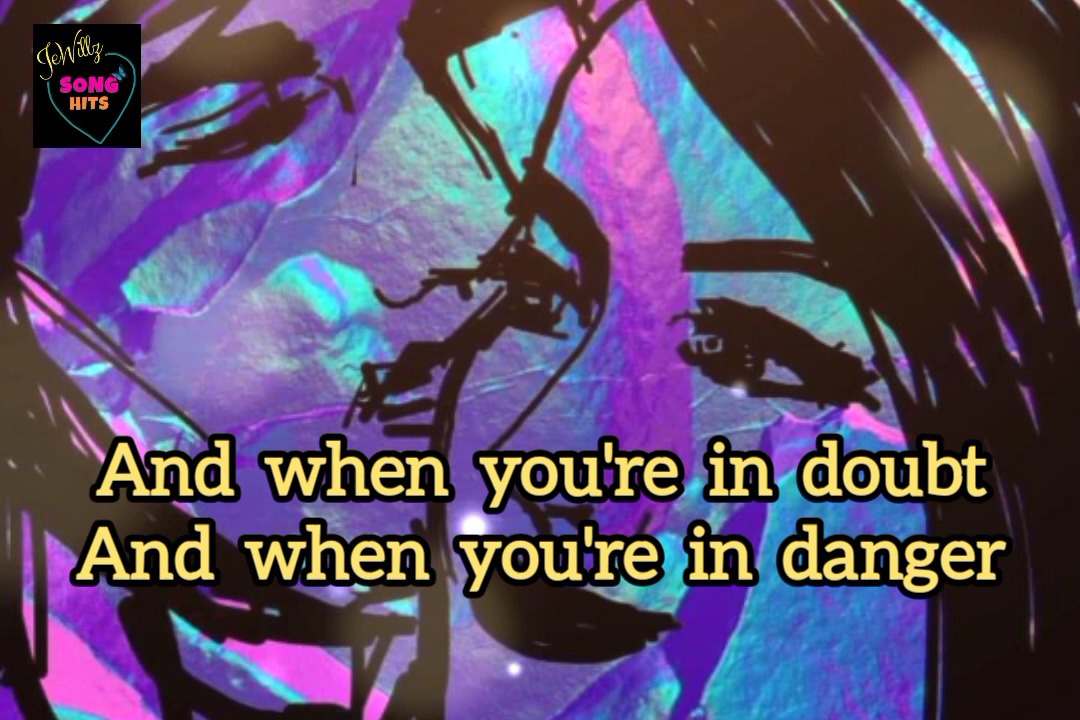 JeWillz
SONG
HITS
And when you're in doubt
And when you're in danger